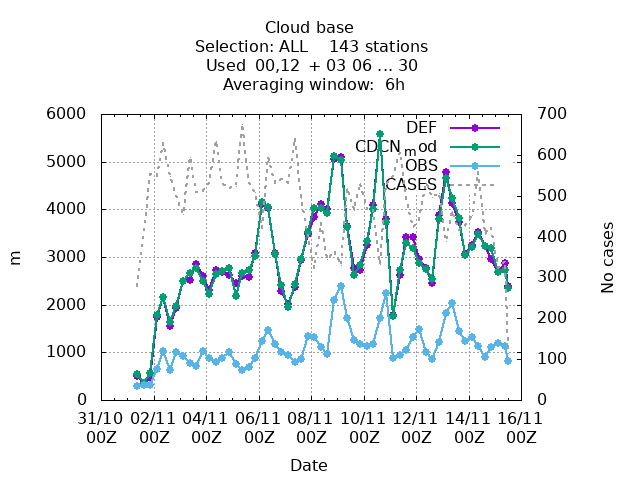 Cloud base
Selection: ALL 143 stations
Used 00,12 + 03 06 ... 30
Averaging window: 6h
6000
5000
4000
3000
2000
1000
0
m
700
600
500
400
300
200
100
0
No cases
DEF
CDCN_mod
OBS
CASES
31/10 02/11 04/11 06/11 08/11 10/11 12/11 14/11 16/11
00Z 00Z 00Z 00Z 00Z 00Z 00Z 00Z 00Z
Date